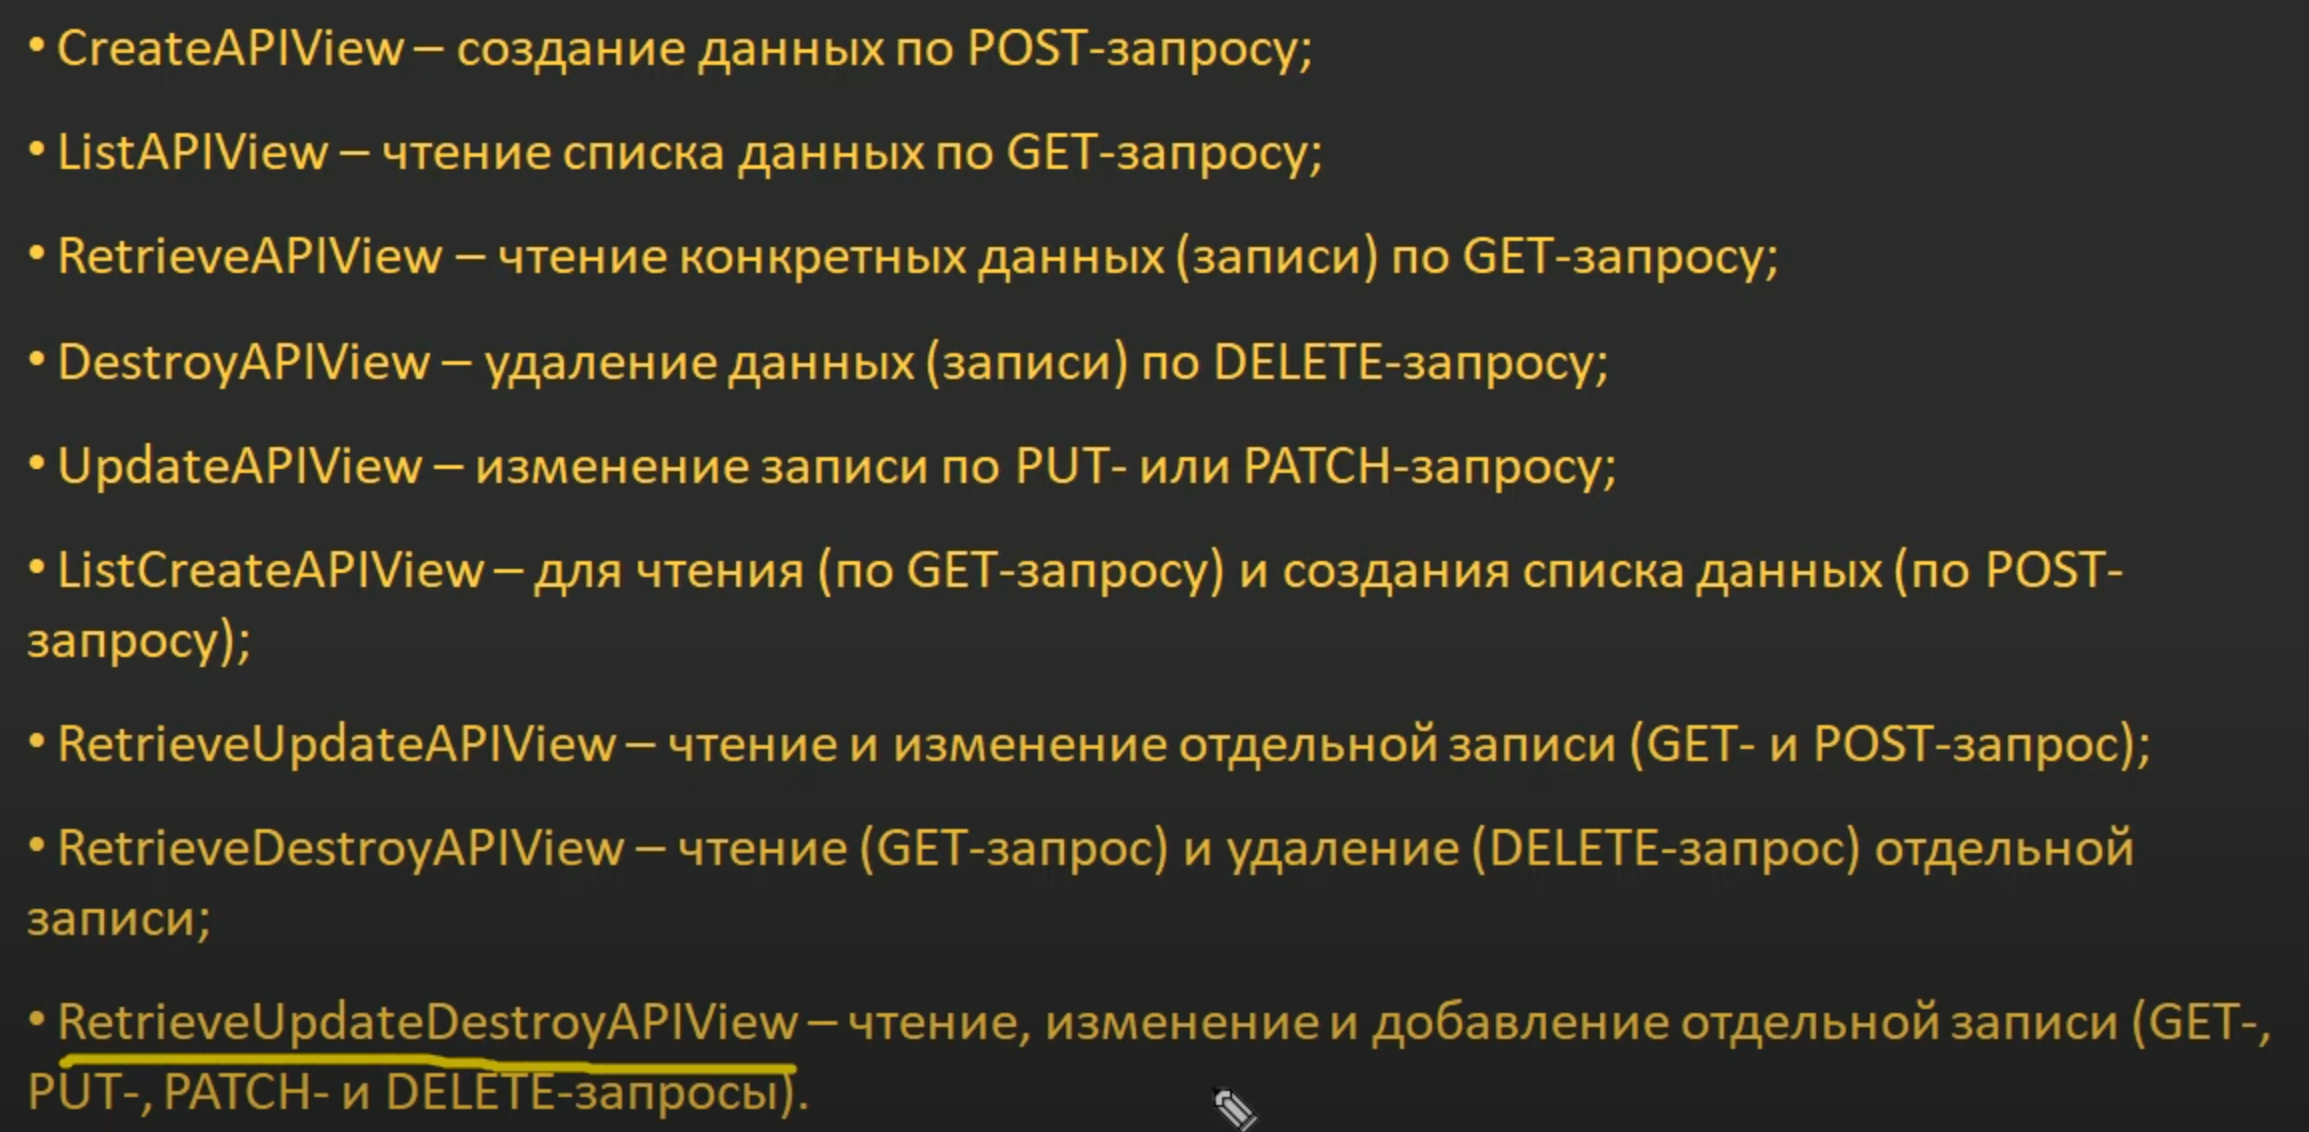 • CreateAPIView – создание данных по POST-запросу;
• ListAPIView – чтение списка данных по GET-запросу;
• RetrieveAPIView – чтение конкретных данных (записи) по GET-запросу;
• DestroyAPIView – удаление данных (записи) по DELETE-запросу;
• UpdateAPIView – изменение записи по PUT- или PATCH-запросу;
• ListCreateAPIView – для чтения (по GET-запросу) и создания списка данных (по POST-
запросу);
• RetrieveUpdateAPIView – чтение и изменение отдельной записи (GET- и POST-запрос);
• RetrieveDestroyAPIView – чтение (GET-запрос) и удаление (DELETE-запрос) отдельной
записи;
• RetrieveUpdateDestroyAPIView – чтение, изменение и добавление отдельной записи (GET-,
PUT-, PATCH- и DELETE-запросы).